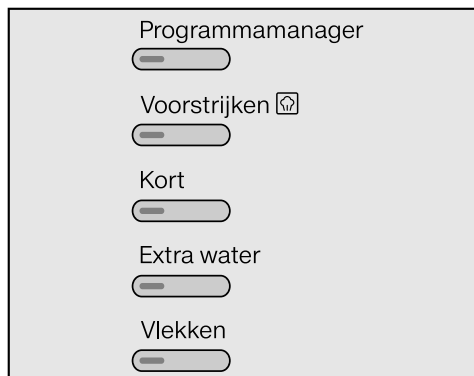 Programmamanager
Voorstrijken
Kort
Extra water
Vlekken